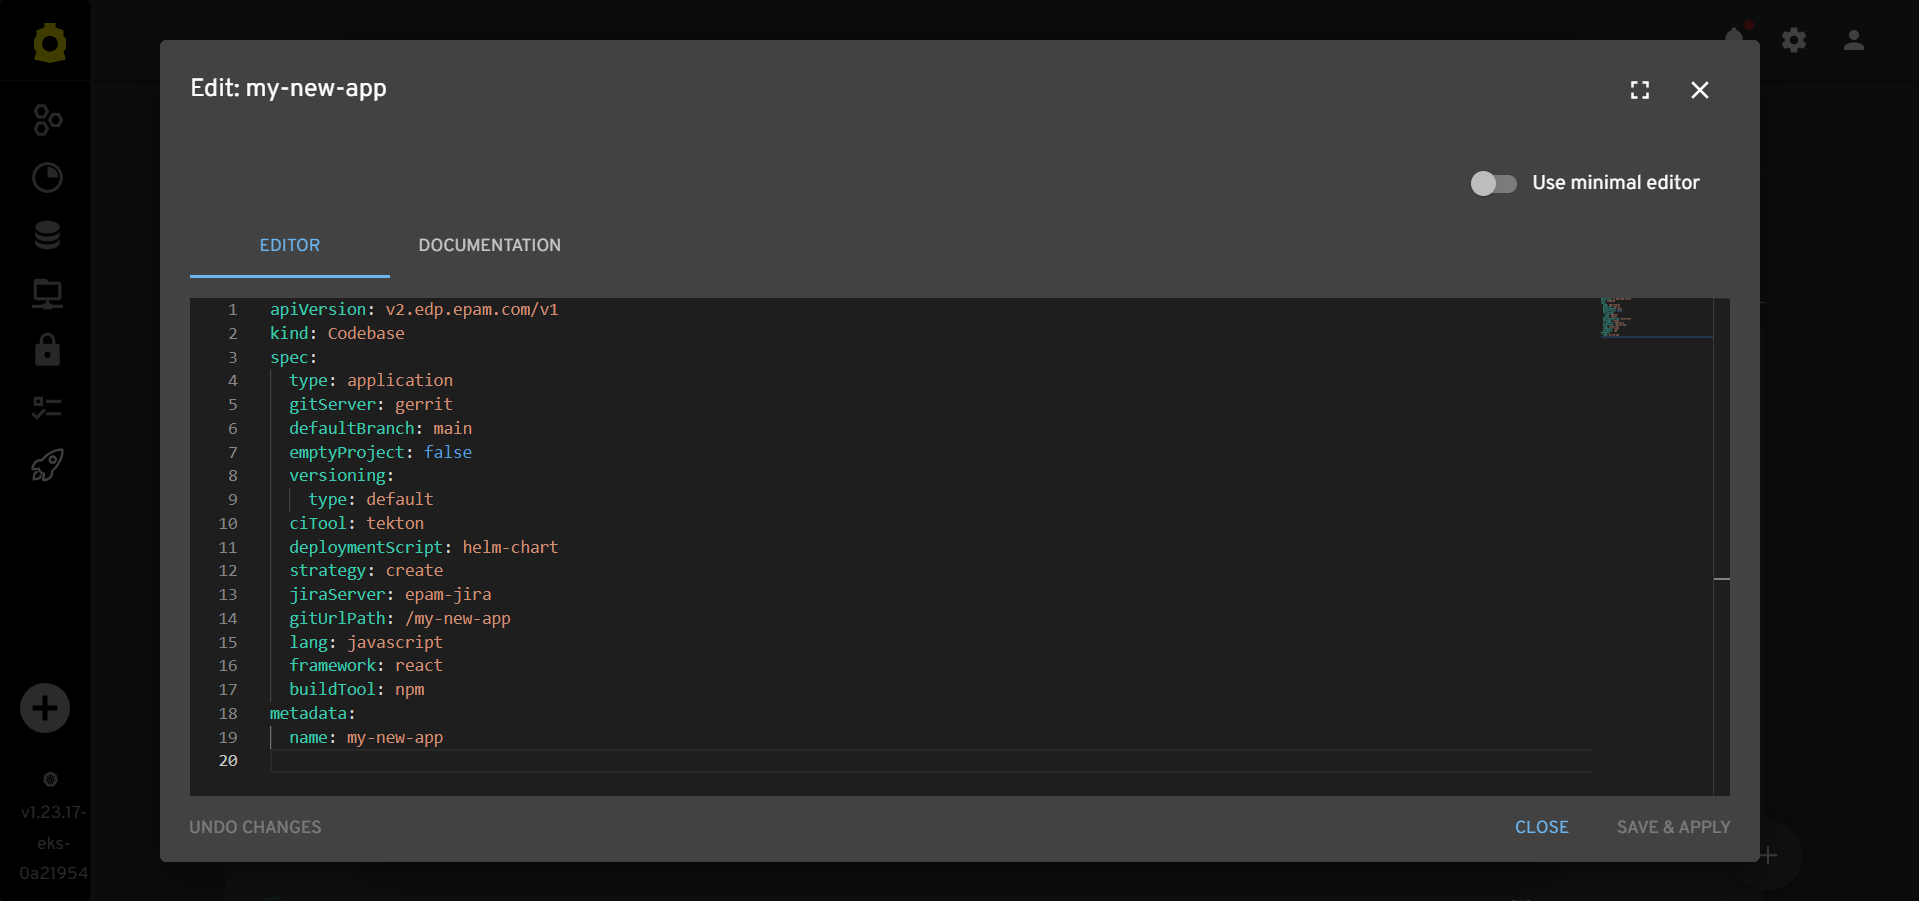 Edit: my-new-app
Use minimal editor
EDITOR
DOCUMENTATION
1 apiVersion: v2.edp.epam.com/v1
2 kind: Codebase
3 spec:
4 type: application
5 gitServer: gerrit
6 defaultBranch: main
7 emptyProject: false
8 versioning:
9 type: default
10 ciTool: tekton
11 deploymentScript: helm-chart
12 strategy: create
13 jiraServer: epam-jira
14 gitUrlPath: /my-new-app
15 lang: javascript
16 framework: react
17 buildTool: npm
18 metadata:
19 name: my-new-app
20
UNDO CHANGES
CLOSE
SAVE & APPLY
v1.23.17-
eks-
0a21954